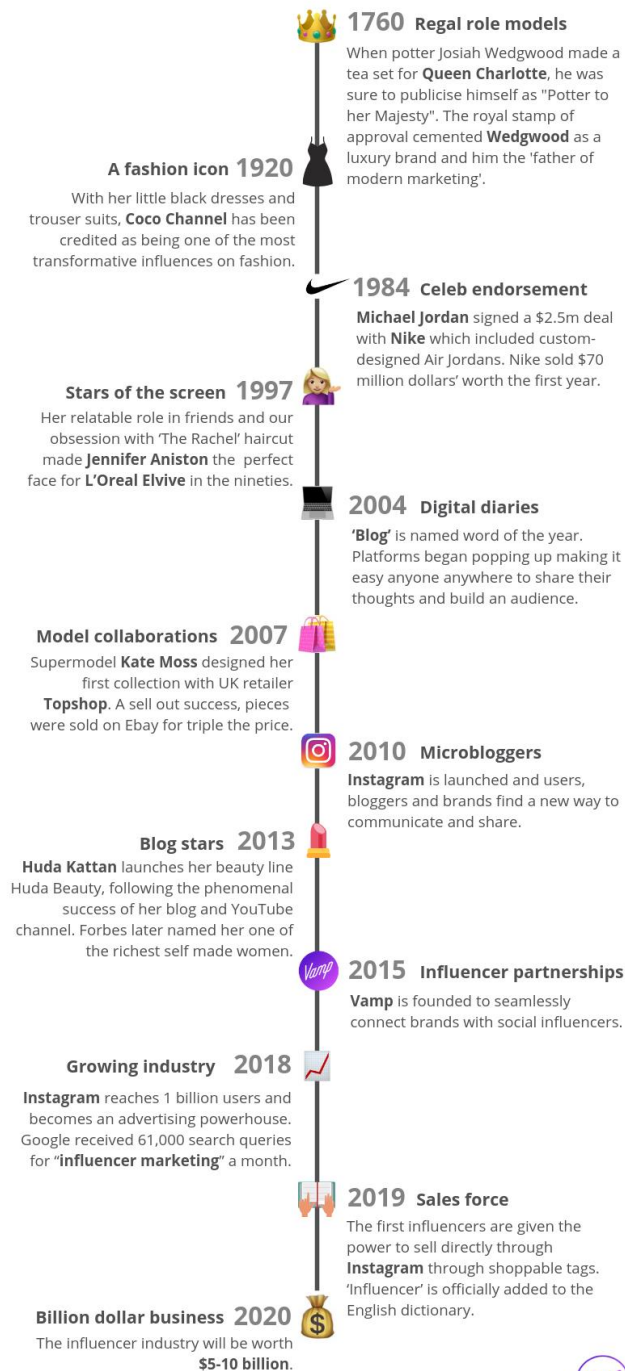 1760 Regal role models
When potter Josiah Wedgwood made a
tea set for Queen Charlotte, he was
sure to publicise himself as "Potter to
her Majesty". The royal stamp of
approval cemented Wedgwood as a
luxury brand and him the 'father of
modern marketing'.
A fashion icon 1920
With her little black dresses and
trouser suits, Coco Channel has been
credited as being one of the most
transformative influences on fashion.
1984 Celeb endorsement
Michael Jordan signed a $2.5m deal
with Nike which included custom-
designed Air Jordans. Nike sold $70
million dollars’ worth the first year.
Stars of the screen 1997
Her relatable role in friends and our
obsession with ‘The Rachel’ haircut
made Jennifer Aniston the perfect
face for L’Oreal Elvive in the nineties.
2004 Digital diaries
‘Blog’ is named word of the year.
Platforms began popping up making it
easy anyone anywhere to share their
thoughts and build an audience.
Model collaborations 2007
Supermodel Kate Moss designed her
first collection with UK retailer
Topshop. A sell out success, pieces
were sold on Ebay for triple the price.
2010 Microbloggers
Instagram is launched and users,
bloggers and brands find a new way to
communicate and share.
Blog stars 2013
Huda Kattan launches her beauty line
Huda Beauty, following the phenomenal
success of her blog and YouTube
channel. Forbes later named her one of
the richest self made women.
Vamp
2015 Influencer partnerships
Vamp is founded to seamlessly
connect brands with social influencers.
Growing industry 2018
Instagram reaches 1 billion users and
becomes an advertising powerhouse.
Google received 61,000 search queries
for “influencer marketing” a month.
2019 Sales force
The first influencers are given the
power to sell directly through
Instagram through shoppable tags.
‘Influencer’ is officially added to the
English dictionary.
Billion dollar business 2020
The influencer industry will be worth
$5-10 billion.